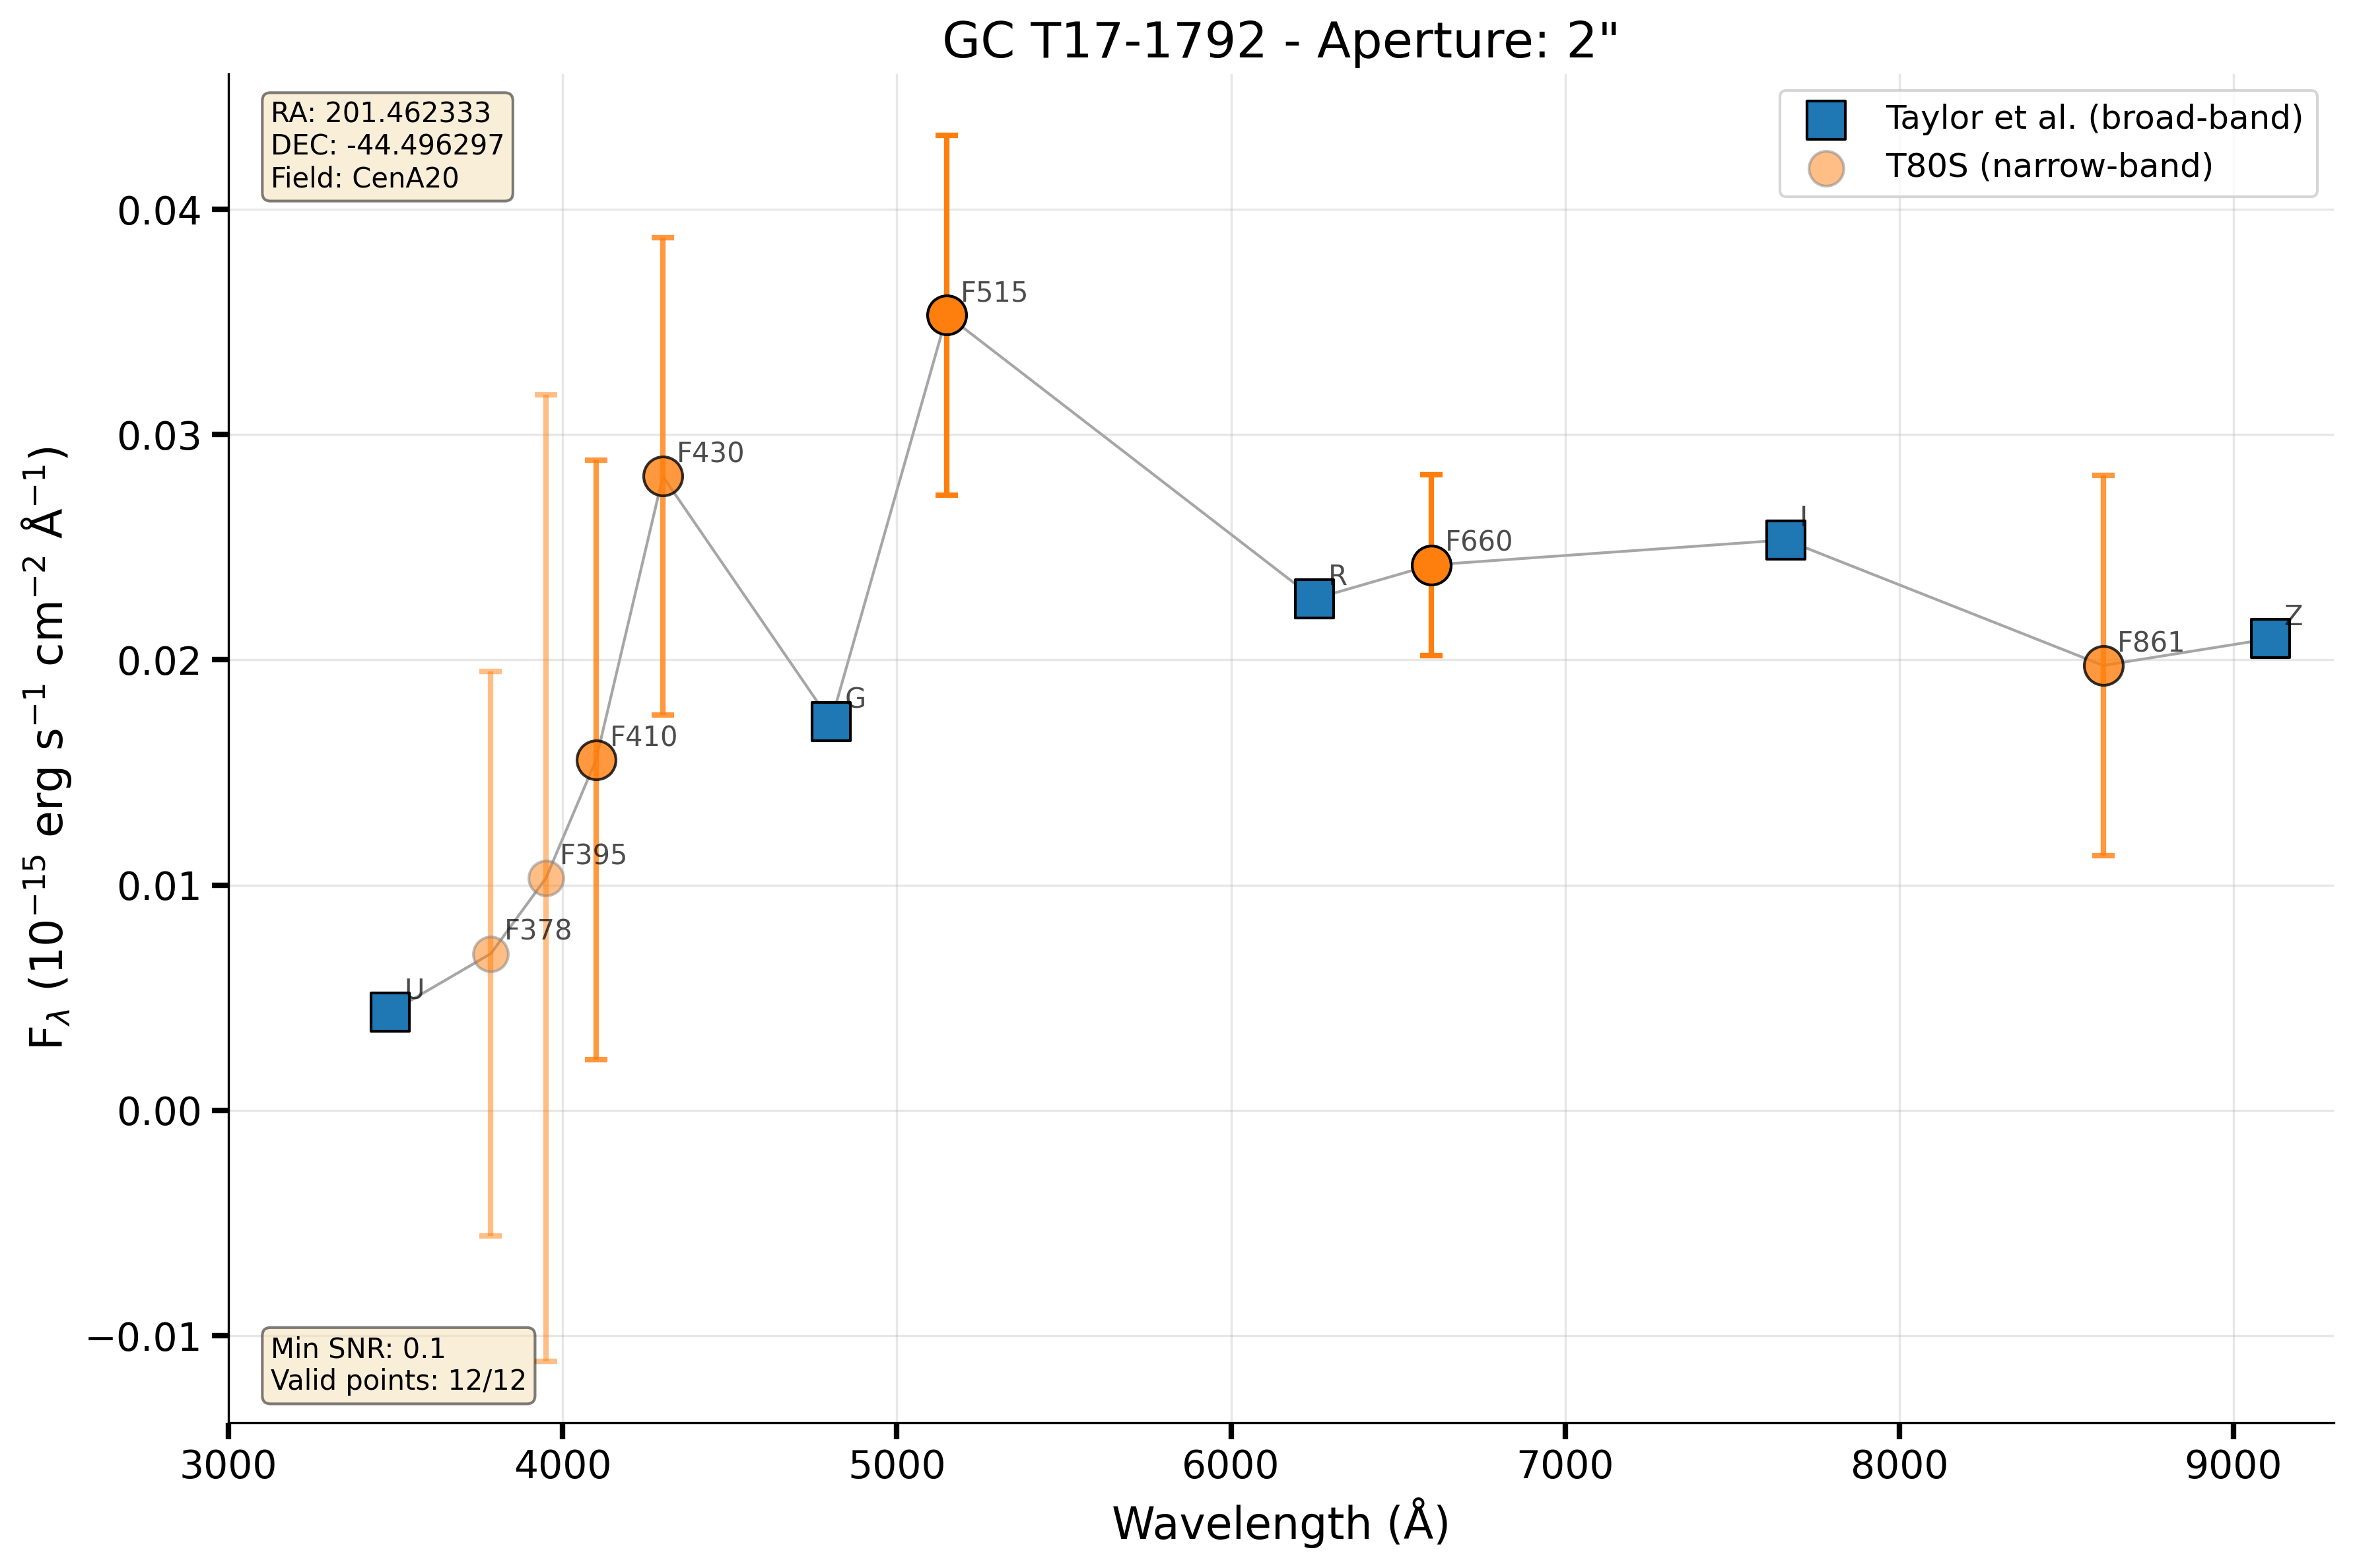 GC T17-1792 - Aperture: 2"
RA: 201.462333
DEC: -44.496297
Field: CenA20
Taylor et al. (broad-band)
T80S (narrow-band)
F515
F430
F660
I
R
Z
F861
G
F410
F395
F378
U
Min SNR: 0.1
Valid points: 12/12
0.04
0.03
0.02
0.01
0.00
−0.01
3000 4000 5000 6000 7000 8000 9000
Wavelength (Å)
F$_{λ}$ (10$^{−15}$ erg s$^{−1}$ cm$^{−2}$ Å$^{−1}$)